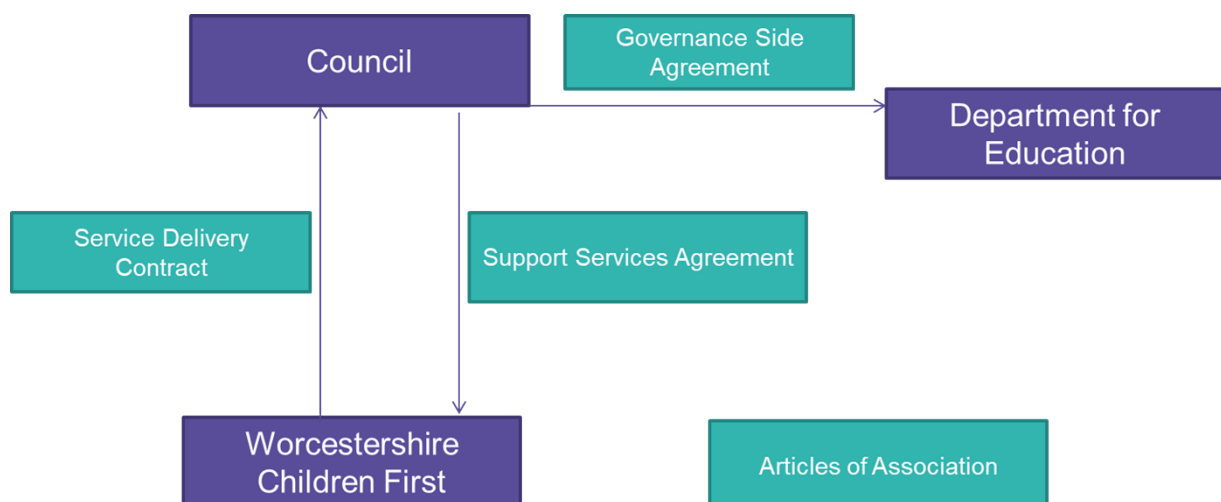 Council
Governance Side
Agreement
Department for
Education
Service Delivery
Contract
Support Services Agreement
Worcestershire
Children First
Articles of Association